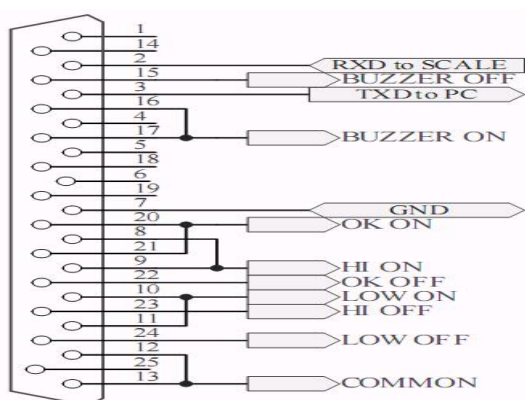 1
14
2 RXD to SCALE
15 BUZZER OFF
3 TXD to PC
16
4
17 BUZZER ON
5
18
6
19
7 GND
20 OK ON
8
21
9 HI ON
22 OK OFF
10 LOW ON
23 HI OFF
11
24 LOW OFF
12
25
13 COMMON